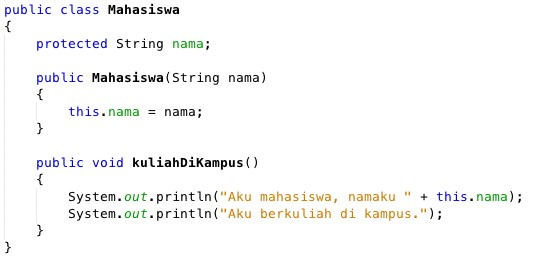 public class Mahasiswa
{
    protected String nama;

    public Mahasiswa(String nama)
    {
        this.nama = nama;
    }

    public void kuliahDiKampus()
    {
        System.out.println("Aku mahasiswa, namaku " + this.nama);
        System.out.println("Aku berkuliah di kampus.");
    }
}